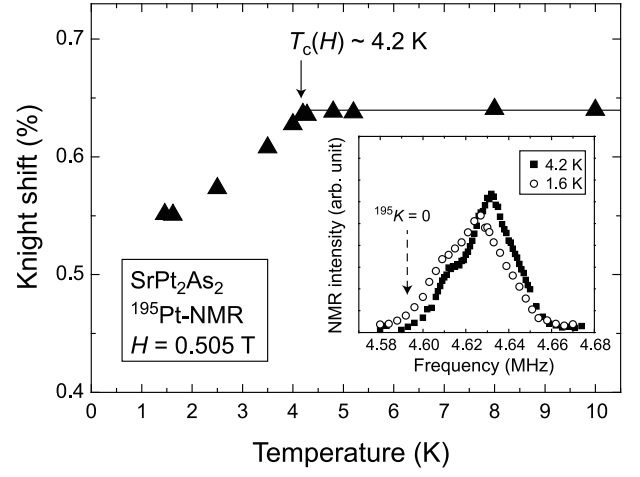 0.7
0.6
0.5
0.4
Knight shift (%)
T_c(H) ~ 4.2 K
SrPt₂As₂
¹⁹⁵Pt-NMR
H = 0.505 T
NMR intensity (arb. unit)
4.2 K
1.6 K
¹⁹⁵K = 0
4.58 4.60 4.62 4.64 4.66 4.68
Frequency (MHz)
0 1 2 3 4 5 6 7 8 9 10
Temperature (K)